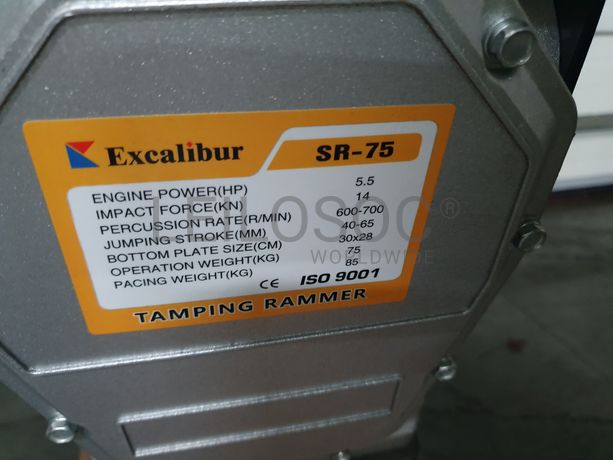 Excalibur SR-75
ENGINE POWER(HP) 5.5
IMPACT FORCE(KN) 14
PERCUSSION RATE(R/MIN) 600-700
JUMPING STROKE(MM) 40-65
BOTTOM PLATE SIZE(CM) 30x28
OPERATION WEIGHT(KG) 75
PACING WEIGHT(KG) 85
CE ISO 9001
TAMPING RAMMER
WORLDWIDE